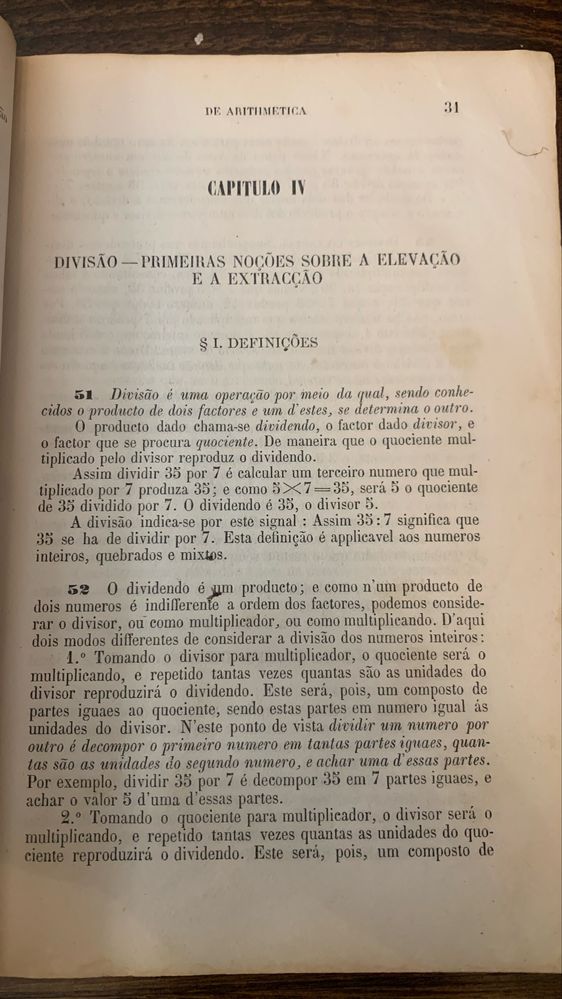 DE ARITHMETICA 31
CAPITULO IV
DIVISÃO — PRIMEIRAS NOÇÕES SOBRE A ELEVAÇÃO
E A EXTRACÇÃO
§ I. DEFINIÇÕES
51 Divisão é uma operação por meio da qual, sendo conhe-
cidos o producto de dois factores e um d'estes, se determina o outro.
O producto dado chama-se dividendo, o factor dado divisor, e
o factor que se procura quociente. De maneira que o quociente mul-
tiplicado pelo divisor reproduz o dividendo.
Assim dividir 35 por 7 é calcular um terceiro numero que mul-
tiplicado por 7 produza 35; e como 5×7=35, será 5 o quociente
de 35 dividido por 7. O dividendo é 35, o divisor 5.
A divisão indica-se por este signal : Assim 35:7 significa que
35 se ha de dividir por 7. Esta definição é applicavel aos numeros
inteiros, quebrados e mixtos.
52 O dividendo é um producto; e como n'um producto de
dois numeros é indifferente a ordem dos factores, podemos conside-
rar o divisor, ou como multiplicador, ou como multiplicando. D'aqui
dois modos differentes de considerar a divisão dos numeros inteiros:
1.º Tomando o divisor para multiplicador, o quociente será o
multiplicando, e repetido tantas vezes quantas são as unidades do
divisor reproduzirá o dividendo. Este será, pois, um composto de
partes iguaes ao quociente, sendo estas partes em numero igual ás
unidades do divisor. N'este ponto de vista dividir um numero por
outro é decompor o primeiro numero em tantas partes iguaes, quan-
tas são as unidades do segundo numero, e achar uma d'essas partes.
Por exemplo, dividir 35 por 7 é decompor 35 em 7 partes iguaes, e
achar o valor 5 d'uma d'essas partes.
2.º Tomando o quociente para multiplicador, o divisor será o
multiplicando, e repetido tantas vezes quantas as unidades do quo-
ciente reproduzirá o dividendo. Este será, pois, um composto de